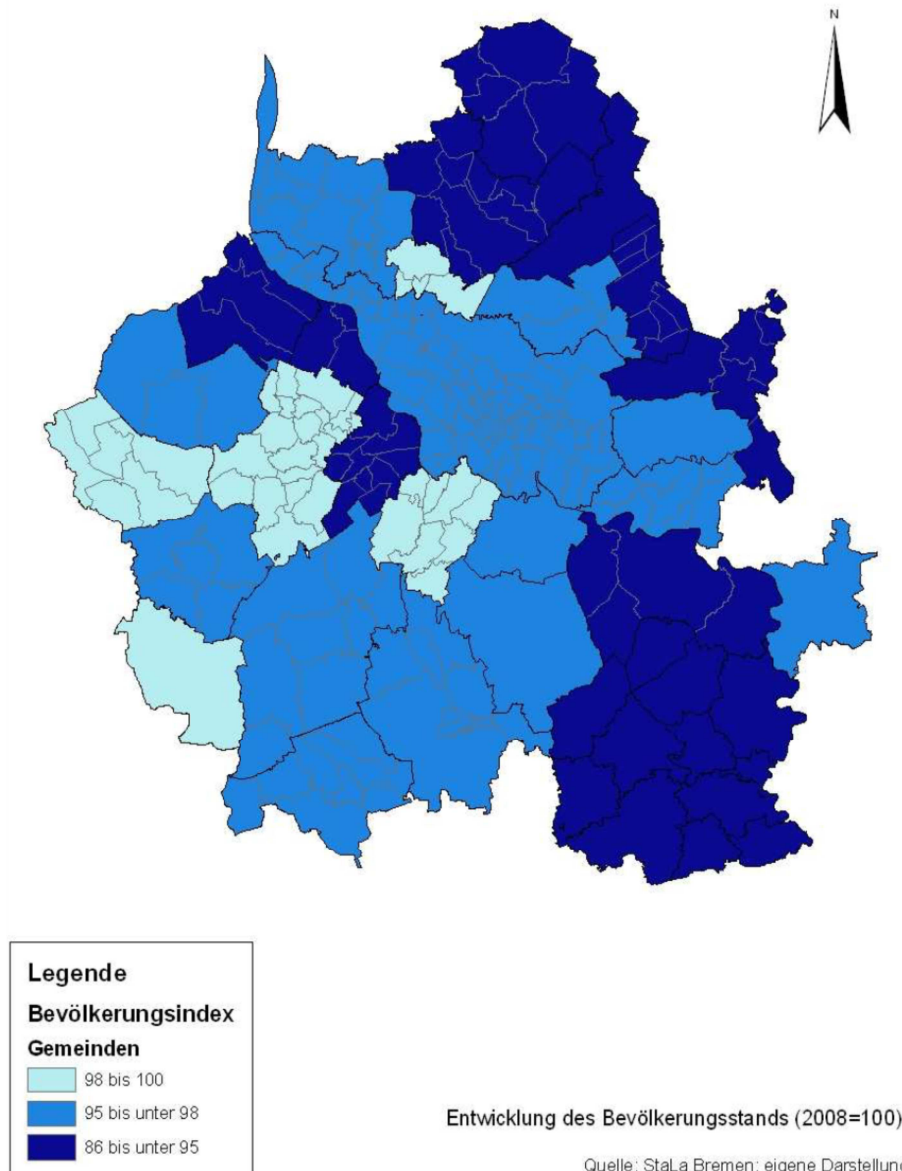 N
Legende
Bevölkerungsindex
Gemeinden
98 bis 100
95 bis unter 98
86 bis unter 95
Entwicklung des Bevölkerungsstands (2008=100)
Quelle: StaLa Bremen; eigene Darstellung